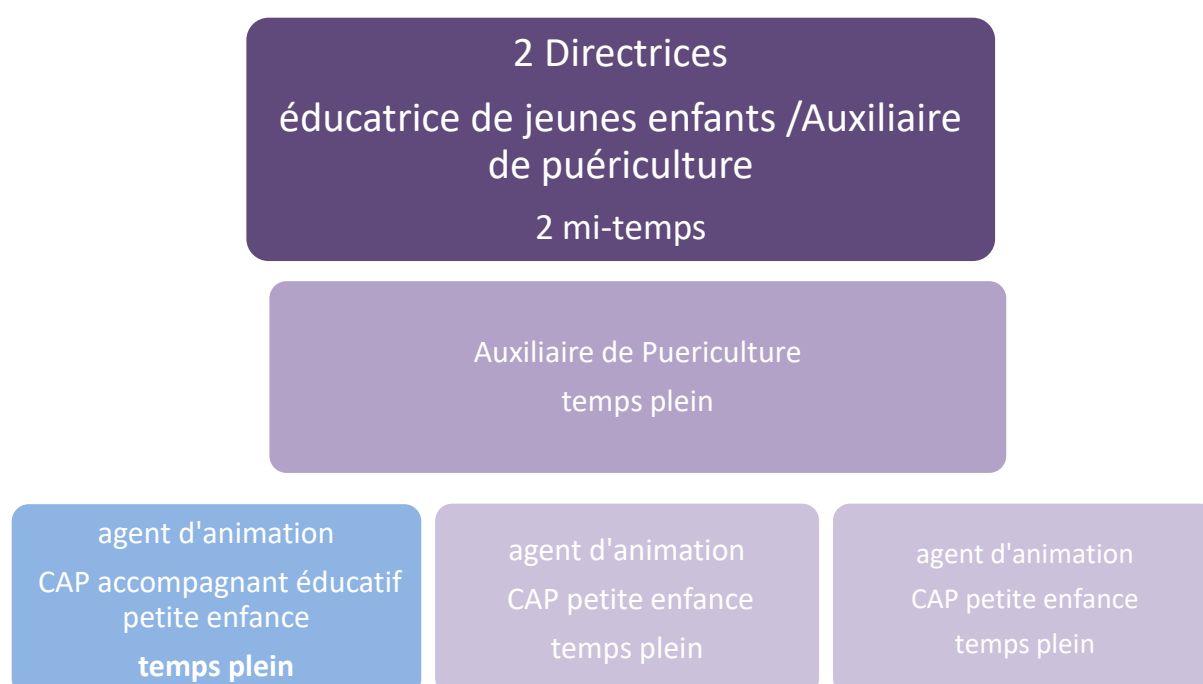 2 Directrices
éducatrice de jeunes enfants /Auxiliaire
de puériculture
2 mi-temps
Auxiliaire de Puericulture
temps plein
agent d'animation
CAP accompagnant éducatif
petite enfance
temps plein
agent d'animation
CAP petite enfance
temps plein
agent d'animation
CAP petite enfance
temps plein